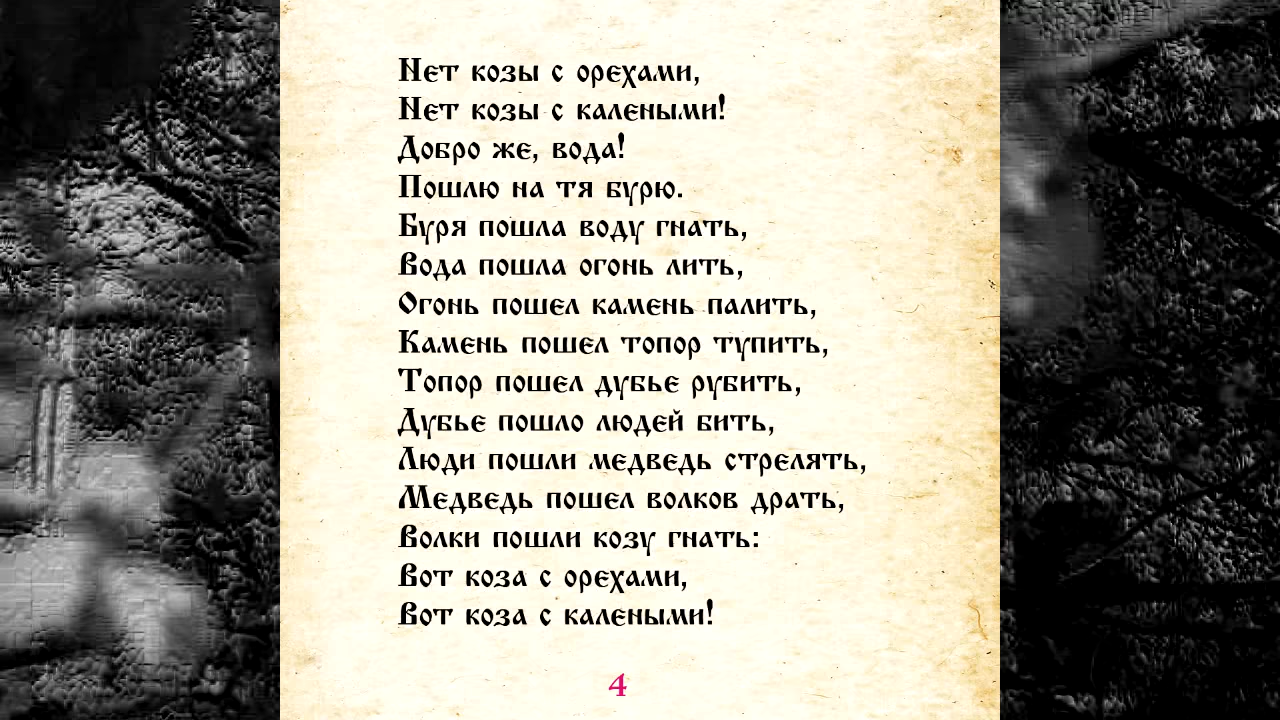 Нет козы с орехами,
Нет козы с калеными!
Добро же, вода!
Пошлю на тя бурю.
Буря пошла воду гнать,
Вода пошла огонь лить,
Огонь пошел камень палить,
Камень пошел топор тупить,
Топор пошел дубье рубить,
Дубье пошло людей бить,
Люди пошли медведь стрелять,
Медведь пошел волков драть,
Волки пошли козу гнать:
Вот коза с орехами,
Вот коза с калеными!
4